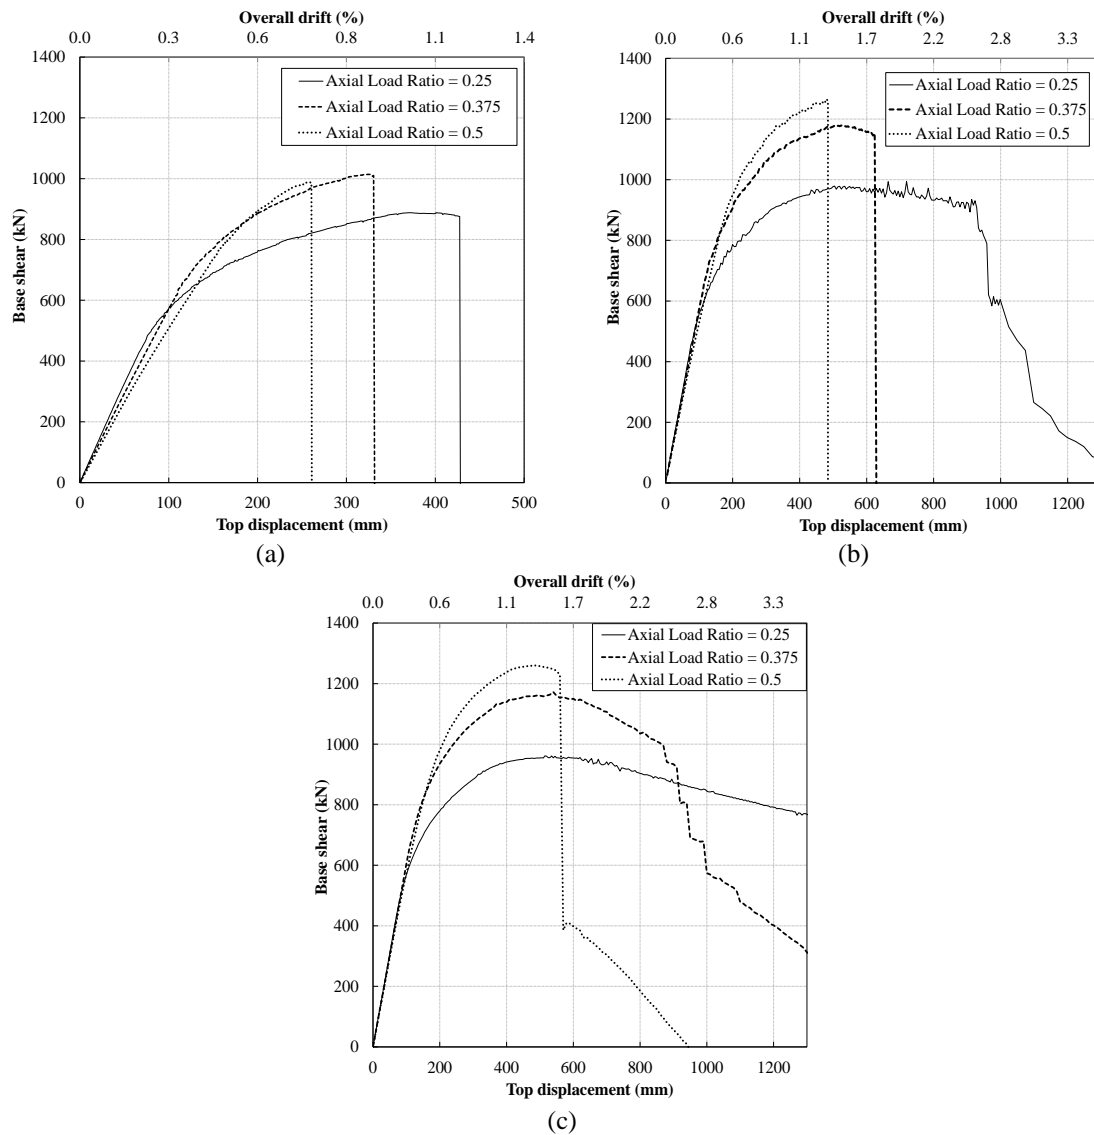 Overall drift (%)
0.0 0.3 0.6 0.8 1.1 1.4
1400
1200
1000
800
600
400
200
0
Base shear (kN)
Axial Load Ratio = 0.25
Axial Load Ratio = 0.375
Axial Load Ratio = 0.5
0 100 200 300 400 500
Top displacement (mm)
(a)
Overall drift (%)
0.0 0.6 1.1 1.7 2.2 2.8 3.3
1400
1200
1000
800
600
400
200
0
Base shear (kN)
Axial Load Ratio = 0.25
Axial Load Ratio = 0.375
Axial Load Ratio = 0.5
0 200 400 600 800 1000 1200
Top displacement (mm)
(b)
Overall drift (%)
0.0 0.6 1.1 1.7 2.2 2.8 3.3
1400
1200
1000
800
600
400
200
0
Base shear (kN)
Axial Load Ratio = 0.25
Axial Load Ratio = 0.375
Axial Load Ratio = 0.5
0 200 400 600 800 1000 1200
Top displacement (mm)
(c)